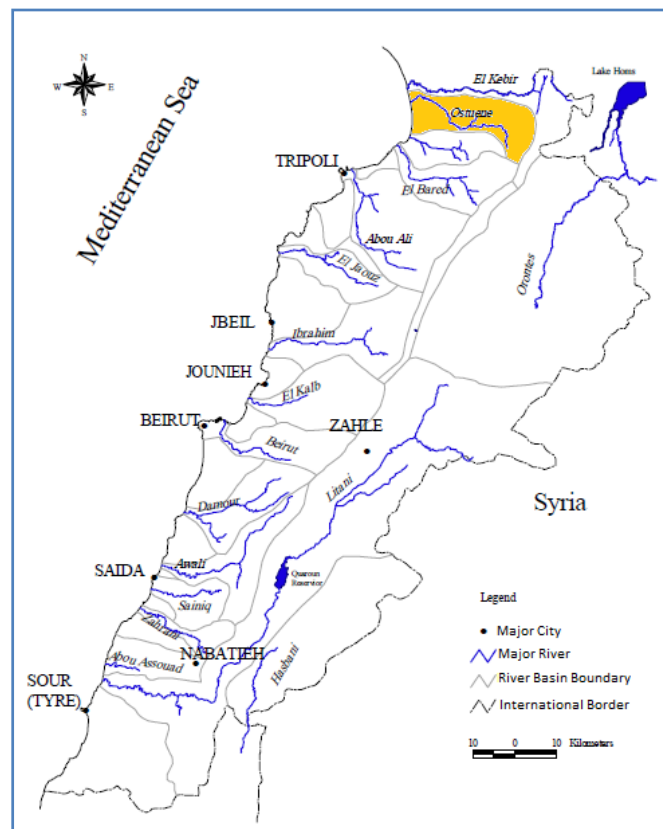 N
W E
S
Mediterranean Sea
El Kebir
Lake Homs
Ostuene
TRIPOLI
El Bared
Abou Ali
El Jaouz
Orontes
JBEIL
Ibrahim
JOUNIEH
El Kalb
BEIRUT
ZAHLE
Beirut
Litani
Damour
Syria
Awali
SAIDA
Quaroun
Reservior
Sainiq
Zahrani
Abou Assouad
NABATIEH
Hasbani
SOUR
(TYRE)
Legend
Major City
Major River
River Basin Boundary
International Border
10 0 10 Kilometers